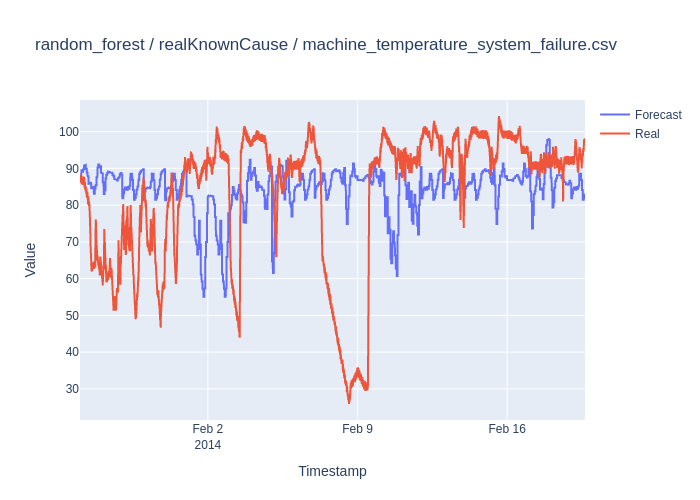 random_forest / realKnownCause / machine_temperature_system_failure.csv
Forecast
Real
100
90
80
70
60
50
40
30
Value
Feb 2
2014
Feb 9
Feb 16
Timestamp